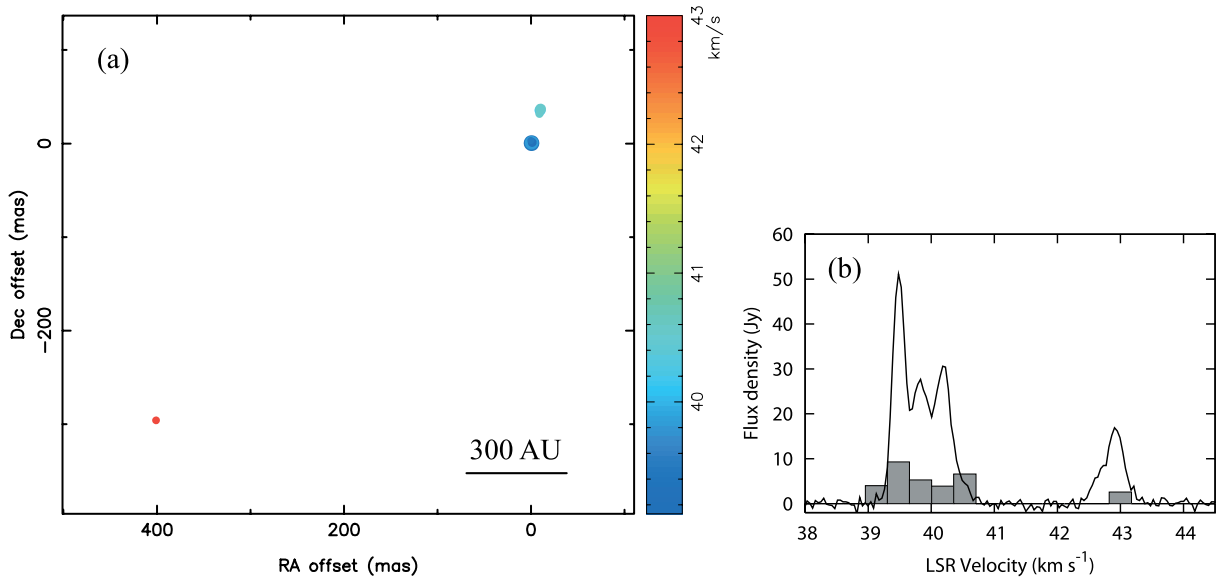 (a)
0
-200
Dec offset (mas)
400
200
0
RA offset (mas)
300 AU
43
km/s
42
41
40
(b)
60
50
40
30
20
10
0
Flux density (Jy)
38
39
40
41
42
43
44
LSR Velocity (km s-1)